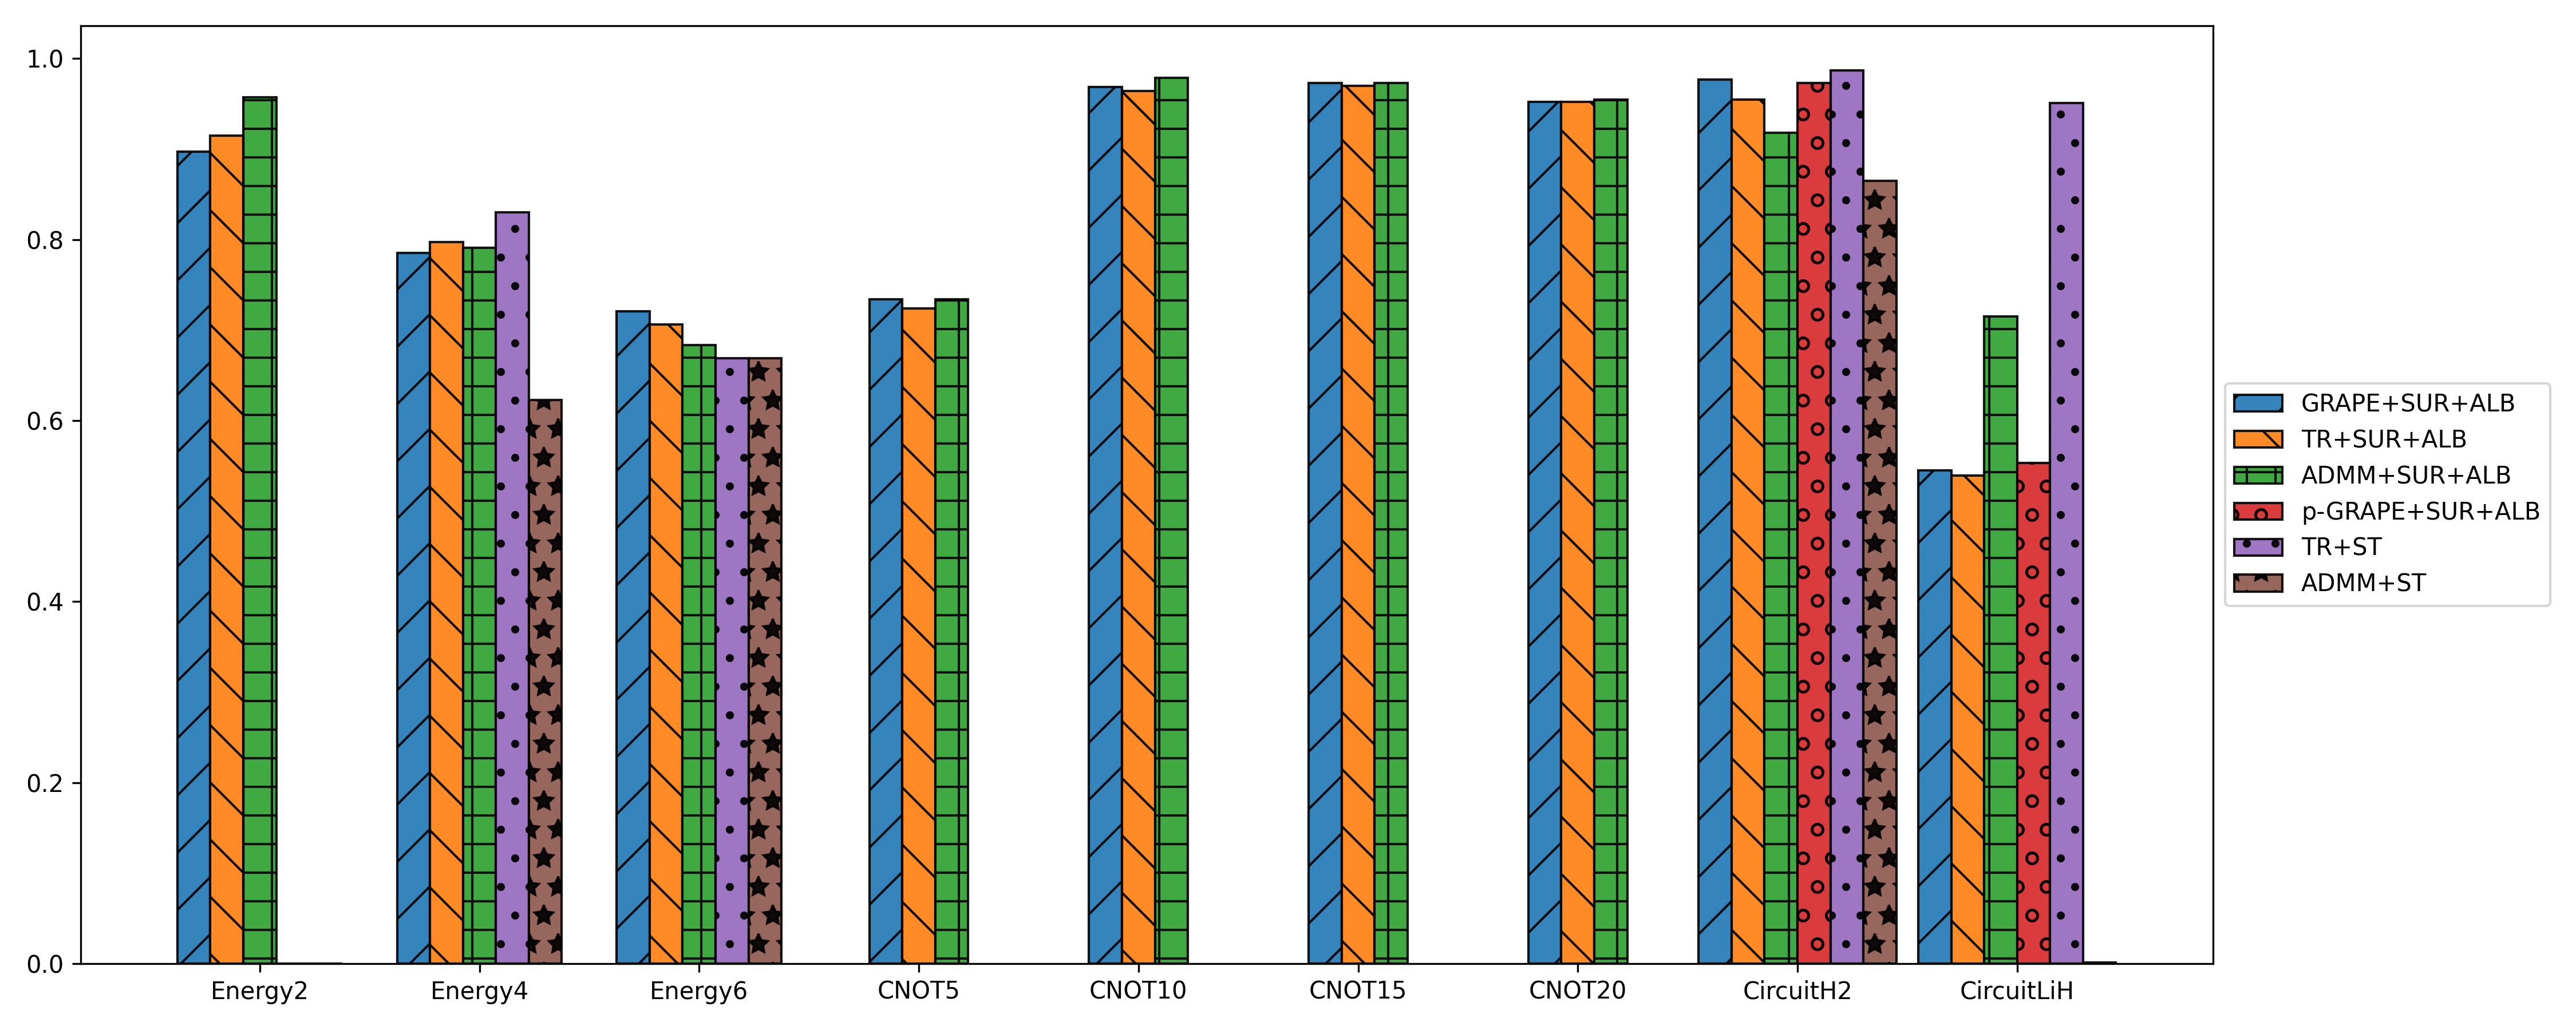 1.0
0.8
0.6
0.4
0.2
0.0
Energy2 Energy4 Energy6 CNOT5 CNOT10 CNOT15 CNOT20 CircuitH2 CircuitLiH
GRAPE+SUR+ALB
TR+SUR+ALB
ADMM+SUR+ALB
p-GRAPE+SUR+ALB
TR+ST
ADMM+ST